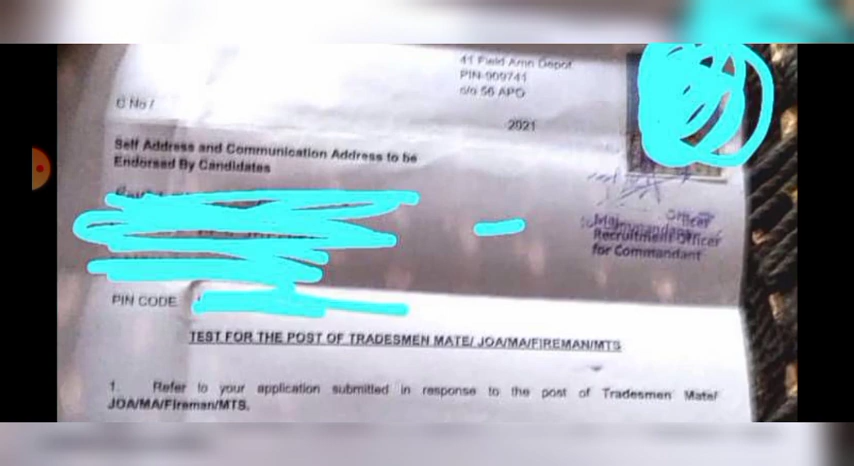 41 Field Amn Depot
PIN-909741
c/o 56 APO
C No /
2021
Self Address and Communication Address to be
Endorsed By Candidates
Maj
Officer
Recruitment Officer
for Commandant
PIN CODE
TEST FOR THE POST OF TRADESMEN MATE/ JOA/MA/FIREMAN/MTS
1. Refer to your application submitted in response to the post of Tradesmen Mate/
JOA/MA/Fireman/MTS.